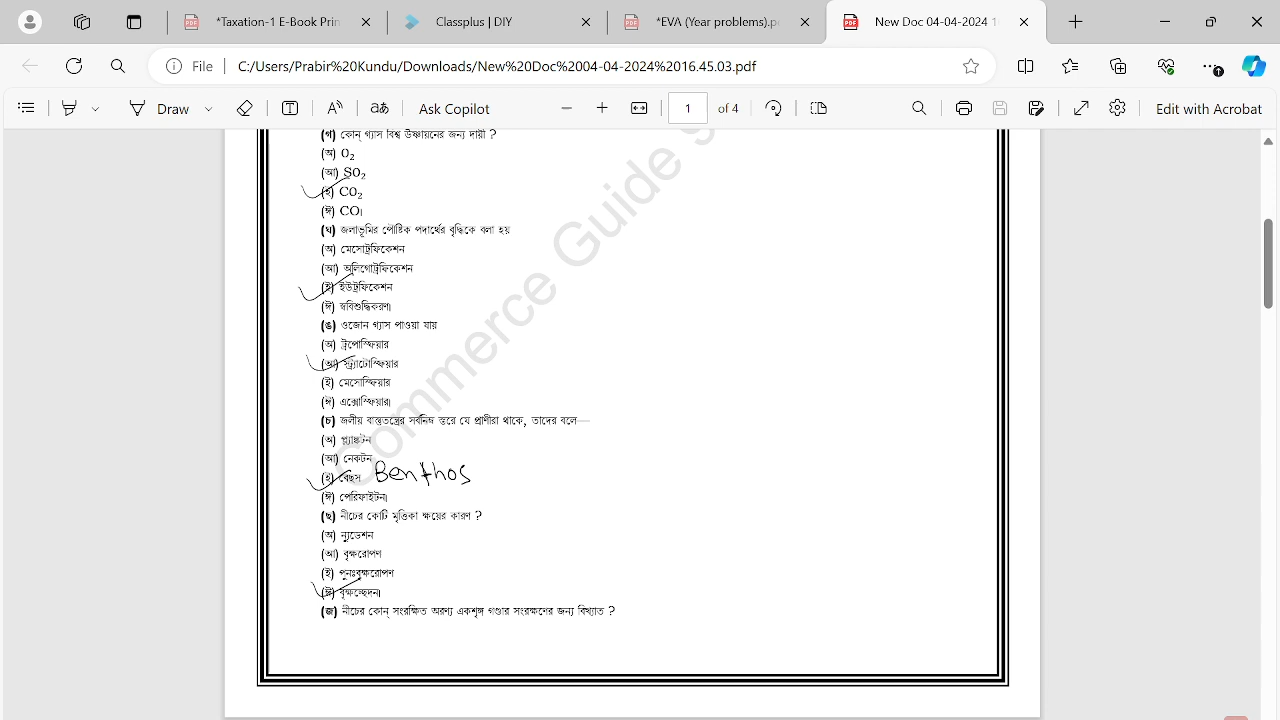 *Taxation-1 E-Book Prin
Classplus | DIY
*EVA (Year problems).p
New Doc 04-04-2024 1
File C:/Users/Prabir%20Kundu/Downloads/New%20Doc%2004-04-2024%2016.45.03.pdf
Draw
Ask Copilot
1 of 4
Edit with Acrobat
(গ) কোন্ গ্যাস বিশ্ব উষ্ণায়নের জন্য দায়ী ?
(অ) O₂
(আ) SO₂
(ই) CO₂
(ঈ) CO।
(ঘ) জলাভূমির পৌষ্টিক পদার্থের বৃদ্ধিকে বলা হয়
(অ) মেসোট্রফিকেশন
(আ) অলিগোট্রফিকেশন
(ই) ইউট্রফিকেশন
(ঈ) স্ববিশুদ্ধিকরণ।
(ঙ) ওজোন গ্যাস পাওয়া যায়
(অ) ট্রপোস্ফিয়ার
(আ) স্ট্র্যাটোস্ফিয়ার
(ই) মেসোস্ফিয়ার
(ঈ) এক্সোস্ফিয়ার।
(চ) জলীয় বাস্তুতন্ত্রের সর্বনিম্ন স্তরে যে প্রাণীরা থাকে, তাদের বলে—
(অ) প্ল্যাঙ্কটন
(আ) নেকটন
(ই) বেন্থস Benthos
(ঈ) পেরিফাইটন।
(ছ) নীচের কোটি মৃত্তিকা ক্ষয়ের কারণ ?
(অ) ন্যুডেশন
(আ) বৃক্ষরোপণ
(ই) পুনঃবৃক্ষরোপণ
(ঈ) বৃক্ষচ্ছেদন।
(জ) নীচের কোন্ সংরক্ষিত অরণ্য একশৃঙ্গ গণ্ডার সংরক্ষণের জন্য বিখ্যাত ?
Commerce Guide